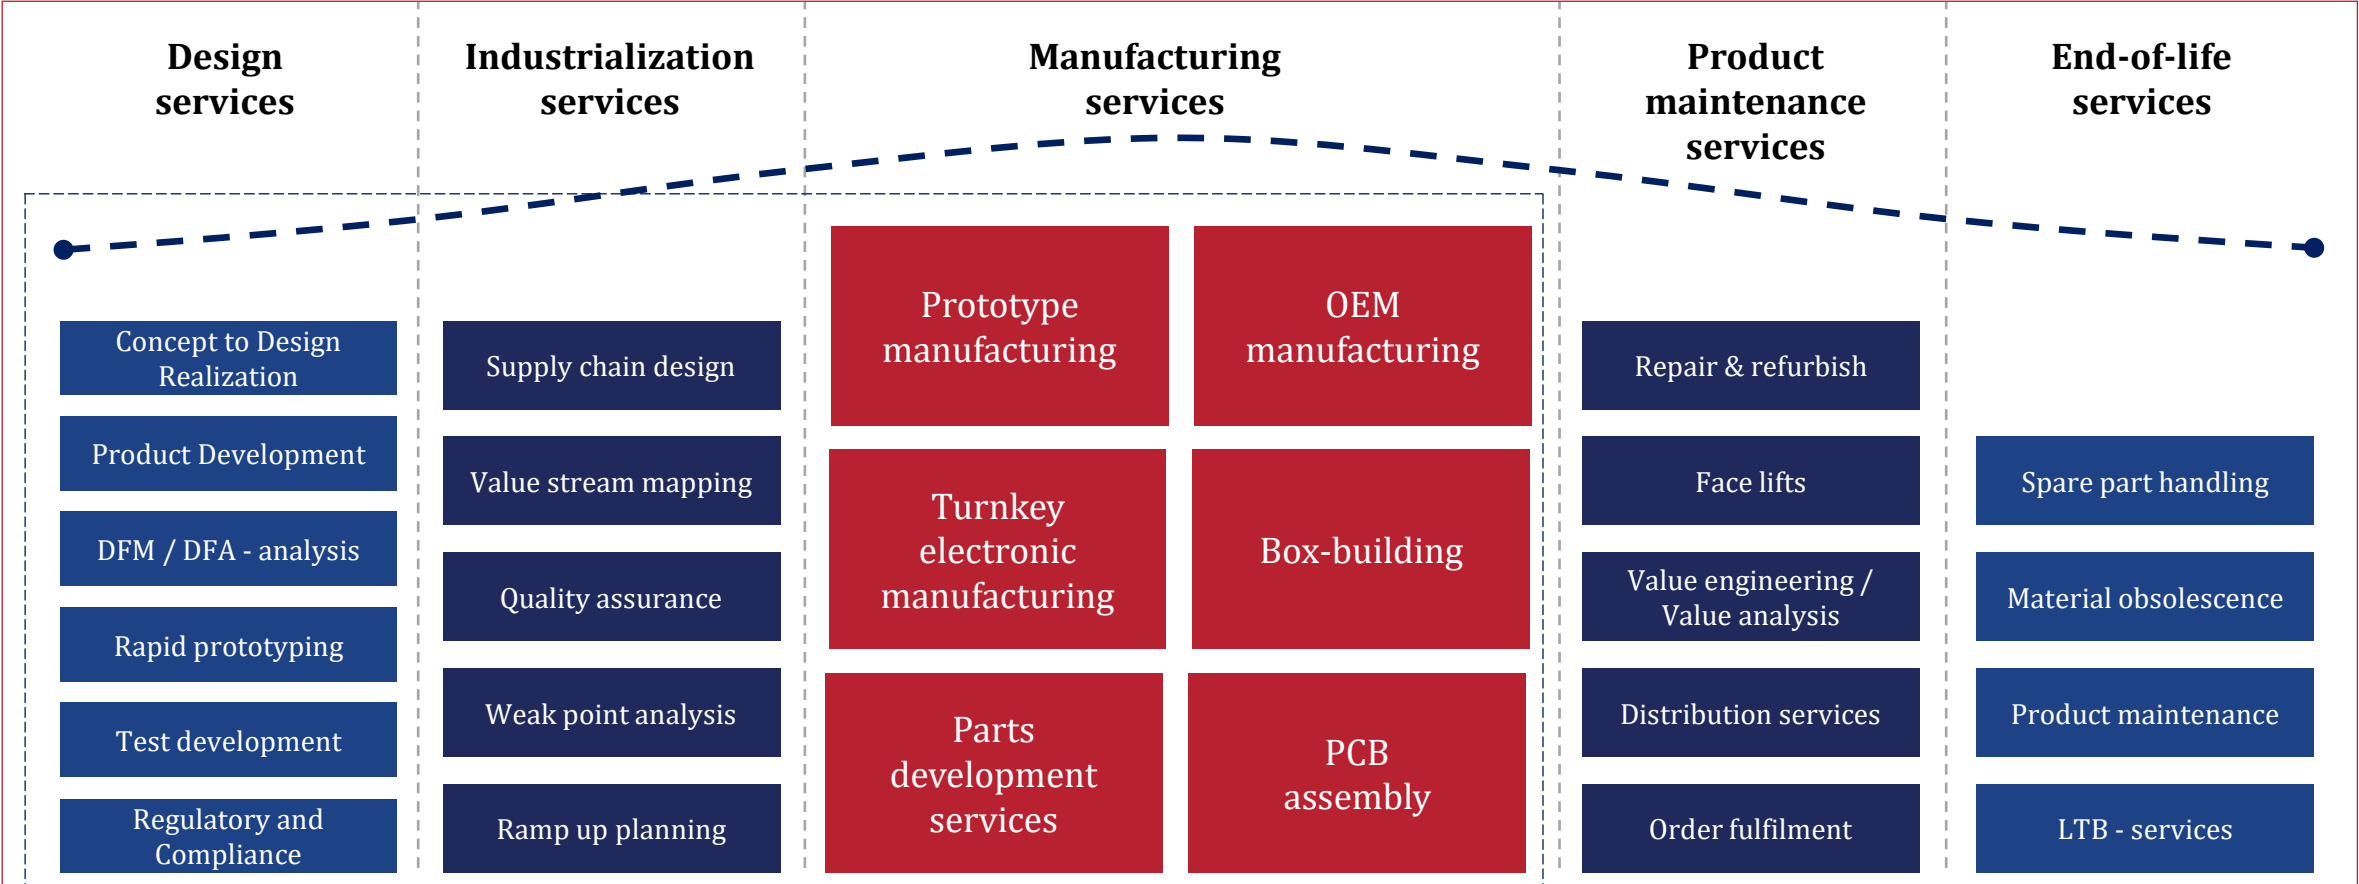 Design
services
Industrialization
services
Manufacturing
services
Product
maintenance
services
End-of-life
services
Concept to Design
Realization
Product Development
DFM / DFA - analysis
Rapid prototyping
Test development
Regulatory and
Compliance
Supply chain design
Value stream mapping
Quality assurance
Weak point analysis
Ramp up planning
Prototype
manufacturing
OEM
manufacturing
Turnkey
electronic
manufacturing
Box-building
Parts
development
services
PCB
assembly
Repair & refurbish
Face lifts
Value engineering /
Value analysis
Distribution services
Order fulfilment
Spare part handling
Material obsolescence
Product maintenance
LTB - services